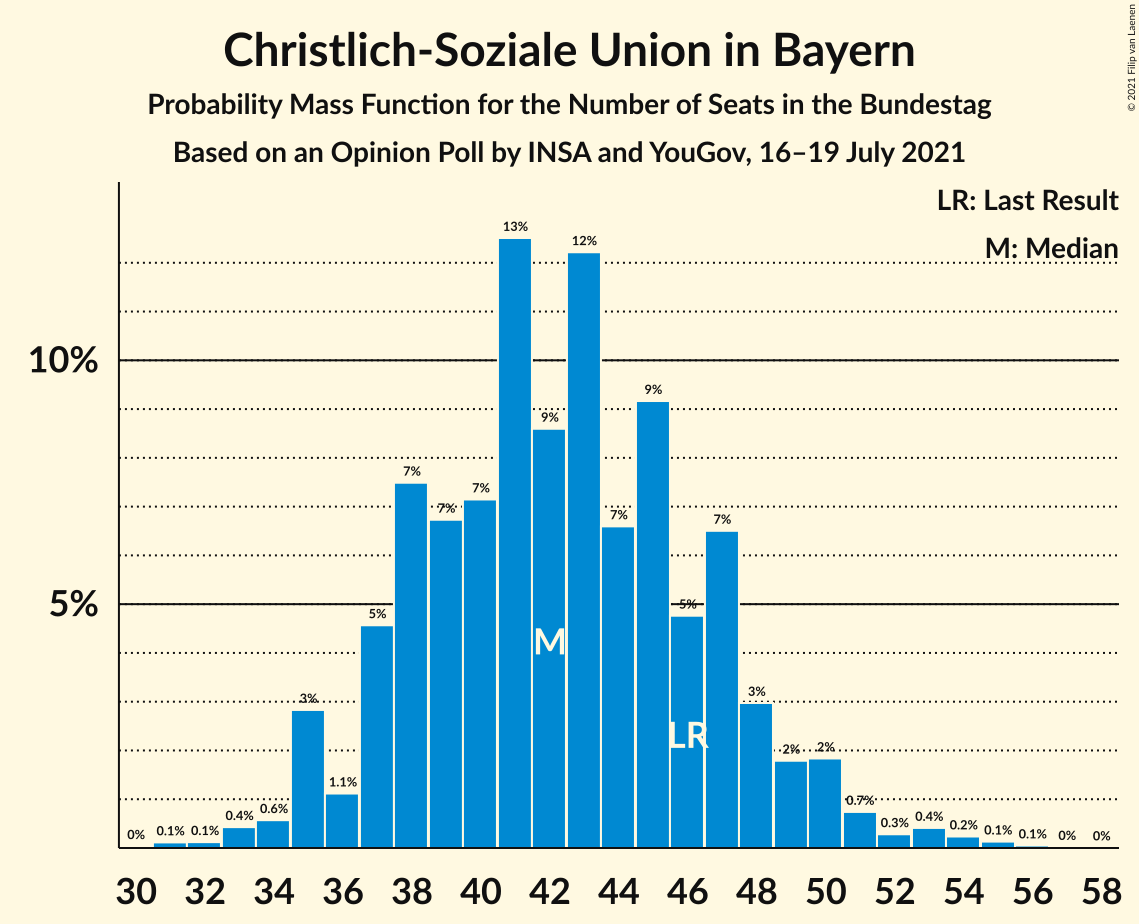 Christlich-Soziale Union in Bayern
Probability Mass Function for the Number of Seats in the Bundestag
Based on an Opinion Poll by INSA and YouGov, 16–19 July 2021
© 2021 Filip van Laenen
LR: Last Result
M: Median
10%
5%
0% 0.1% 0.1% 0.4% 0.6% 3% 1.1% 5% 7% 7% 7% 13% 9% 12% 7% 9% 5% 7% 3% 2% 2% 0.7% 0.3% 0.4% 0.2% 0.1% 0.1% 0% 0%
M
LR
30 32 34 36 38 40 42 44 46 48 50 52 54 56 58